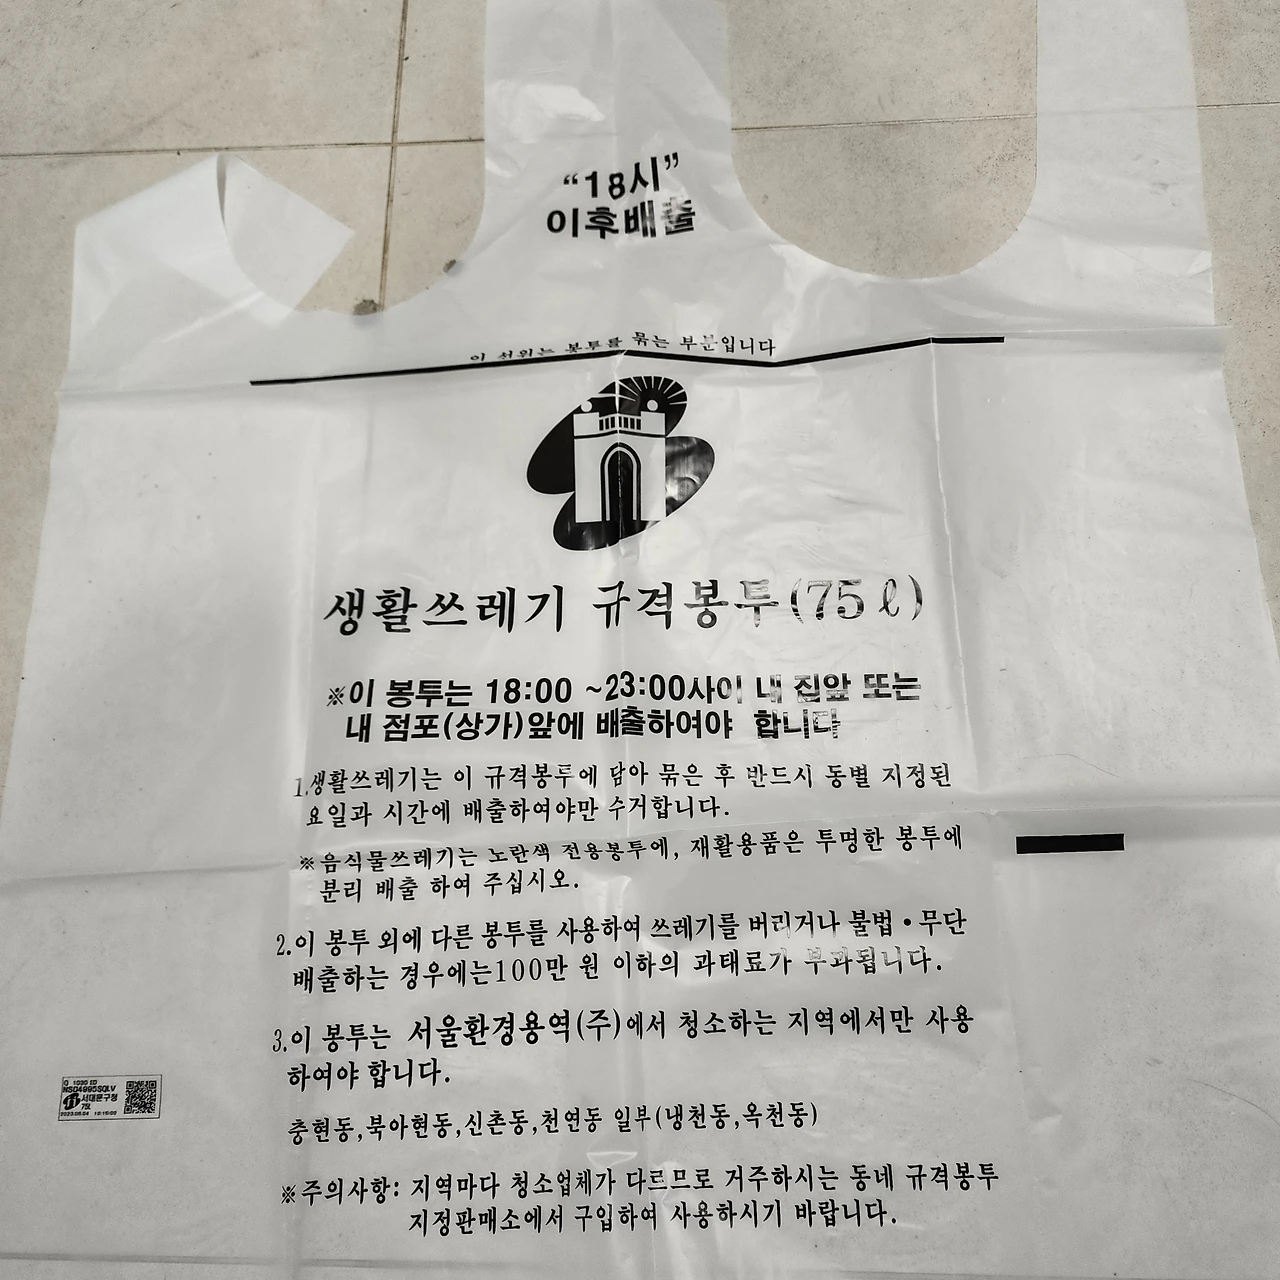 “18시”
이후배출
이 선위는 봉투를 묶는 부분입니다
생활쓰레기 규격봉투(75ℓ)
※이 봉투는 18:00 ~23:00사이 내 집앞 또는
내 점포(상가)앞에 배출하여야 합니다
1.생활쓰레기는 이 규격봉투에 담아 묶은 후 반드시 동별 지정된
요일과 시간에 배출하여야만 수거합니다.
※음식물쓰레기는 노란색 전용봉투에, 재활용품은 투명한 봉투에
분리 배출 하여 주십시오.
2.이 봉투 외에 다른 봉투를 사용하여 쓰레기를 버리거나 불법•무단
배출하는 경우에는100만 원 이하의 과태료가 부과됩니다.
3.이 봉투는 서울환경용역(주)에서 청소하는 지역에서만 사용
하여야 합니다.
충현동,북아현동,신촌동,천연동 일부(냉천동,옥천동)
※주의사항: 지역마다 청소업체가 다르므로 거주하시는 동네 규격봉투
지정판매소에서 구입하여 사용하시기 바랍니다.
서대문구청
75L